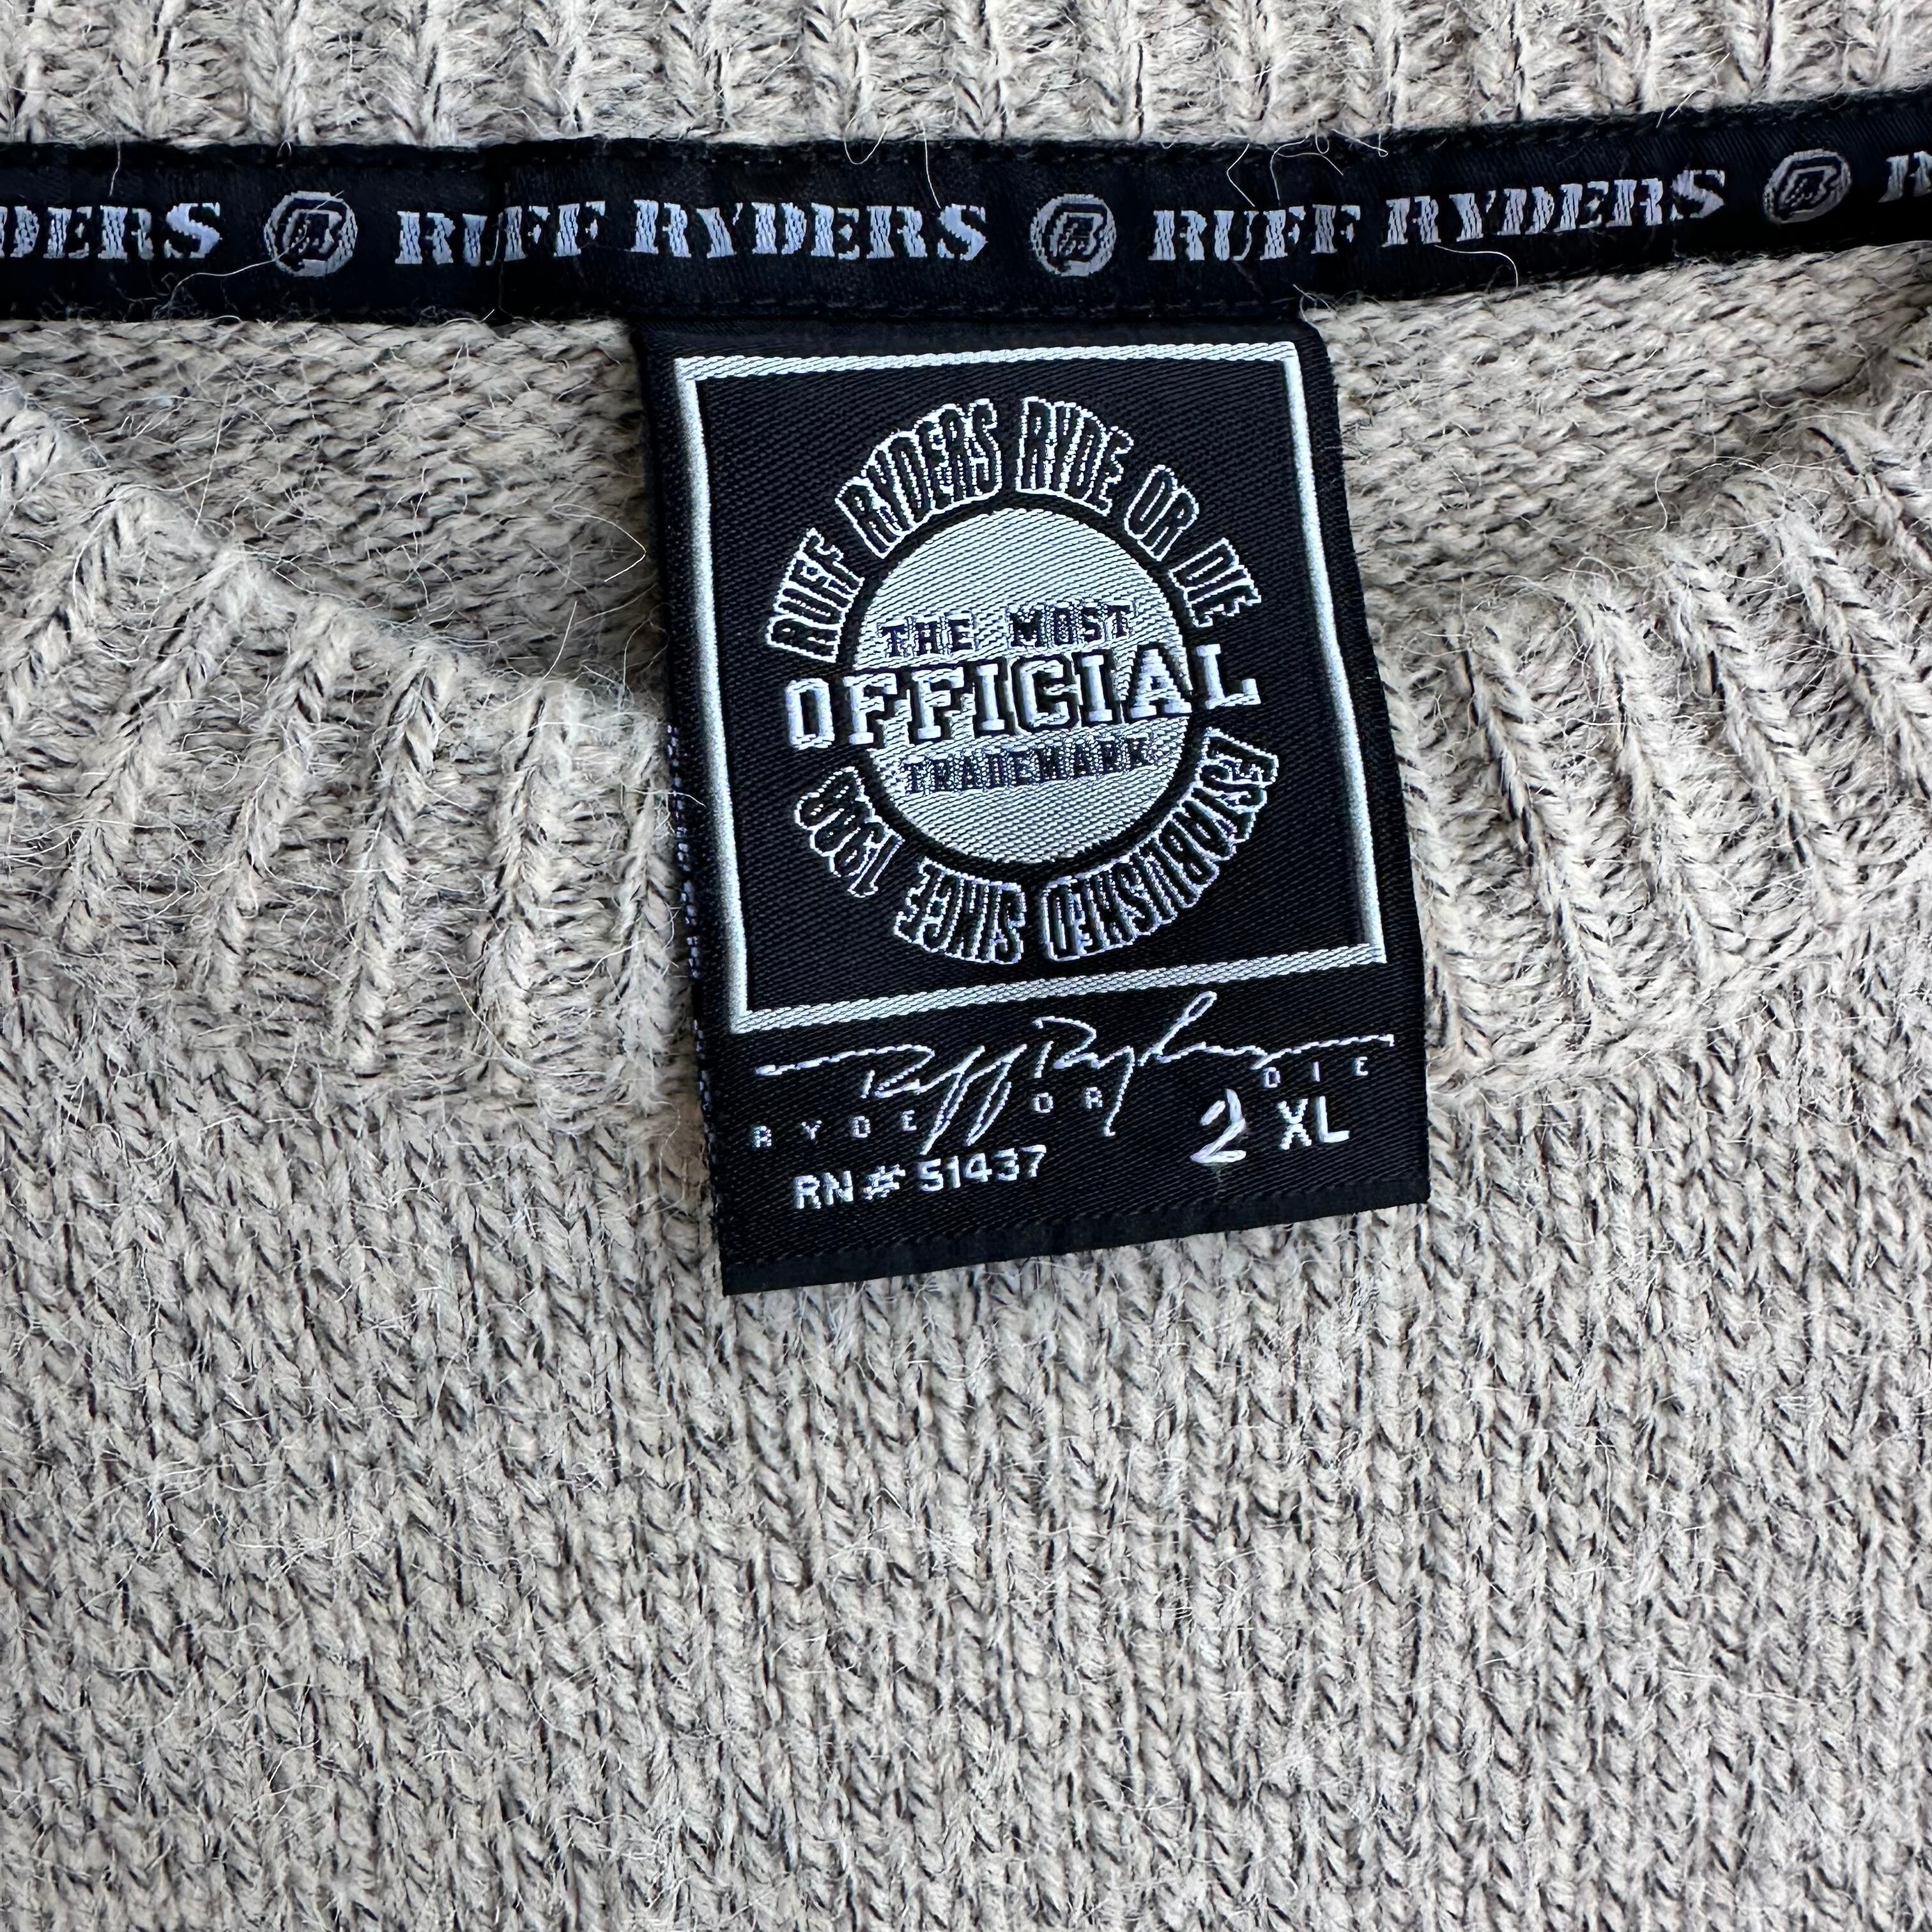 DERS RUFF RYDERS RUFF RYDERS R
RUFF RYDERS RYDE OR DIE
THE MOST
OFFICIAL
TRADEMARK
ESTABLISHED SINCE 1988
Ruff Ryders
RYDE OR DIE
2 XL
RN# 51437